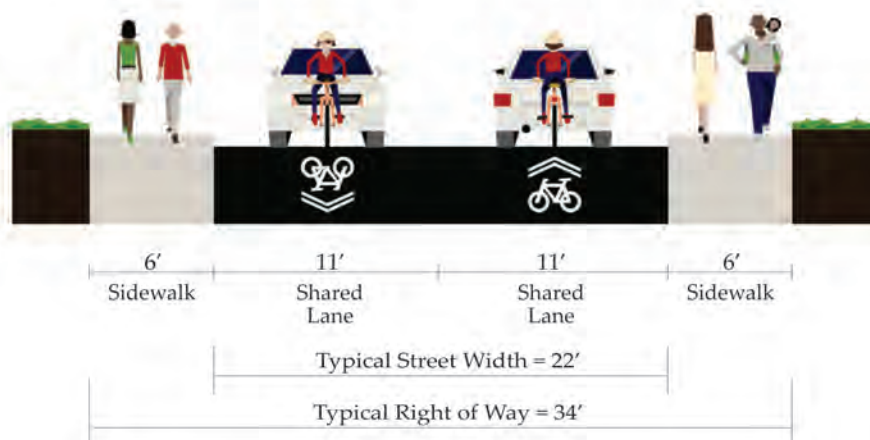 6′ 11′ 11′ 6′
Sidewalk Shared Shared Sidewalk
Lane Lane
Typical Street Width = 22′
Typical Right of Way = 34′